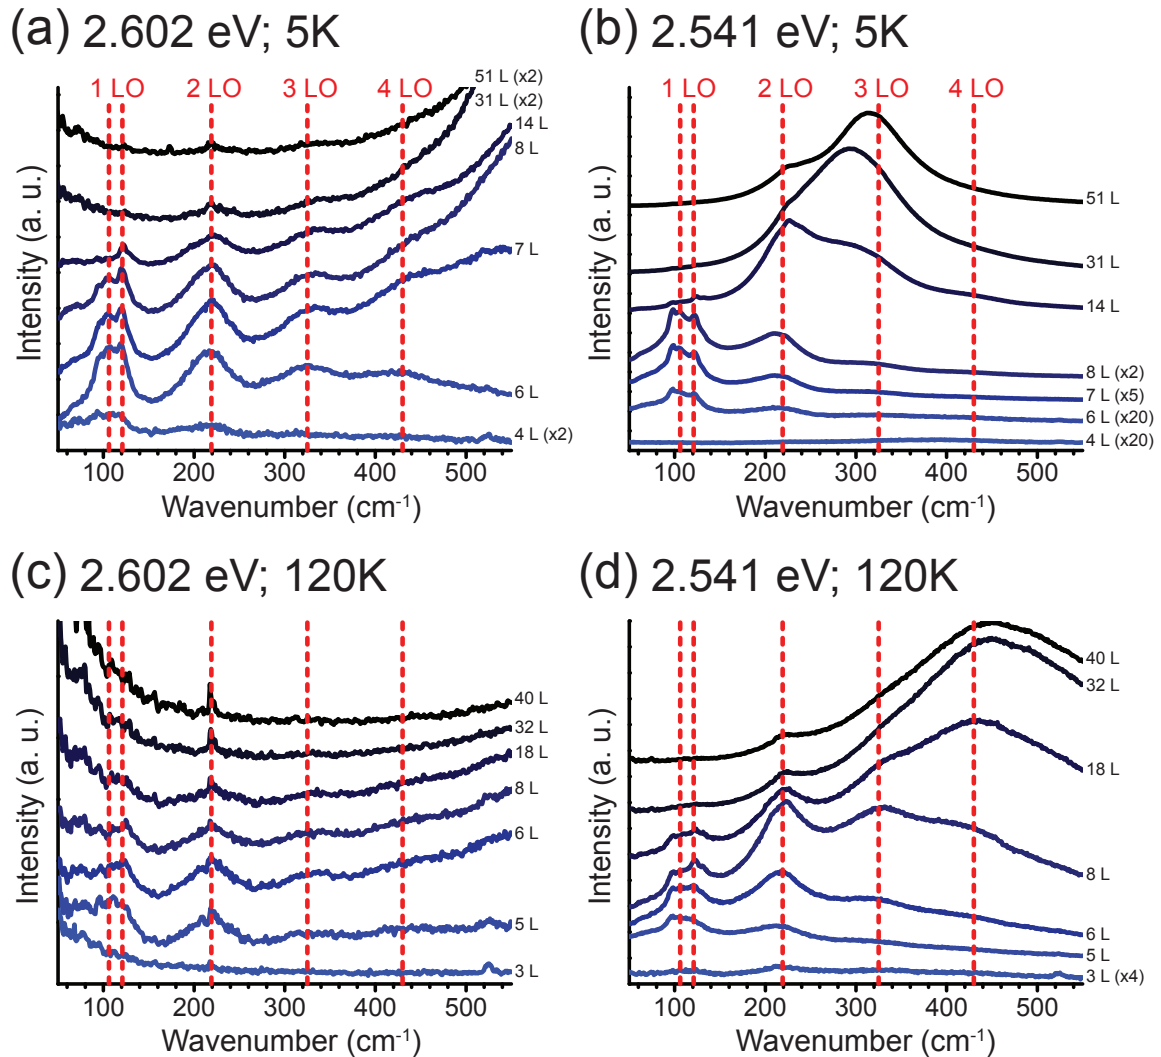 (a) 2.602 eV; 5K
1 LO 2 LO 3 LO 4 LO
51 L (x2)
31 L (x2)
14 L
8 L
7 L
6 L
4 L (x2)
Intensity (a. u.)
100 200 300 400 500
Wavenumber (cm⁻¹)
(b) 2.541 eV; 5K
1 LO 2 LO 3 LO 4 LO
51 L
31 L
14 L
8 L (x2)
7 L (x5)
6 L (x20)
4 L (x20)
Intensity (a. u.)
100 200 300 400 500
Wavenumber (cm⁻¹)
(c) 2.602 eV; 120K
40 L
32 L
18 L
8 L
6 L
5 L
3 L
Intensity (a. u.)
100 200 300 400 500
Wavenumber (cm⁻¹)
(d) 2.541 eV; 120K
40 L
32 L
18 L
8 L
6 L
5 L
3 L (x4)
Intensity (a. u.)
100 200 300 400 500
Wavenumber (cm⁻¹)